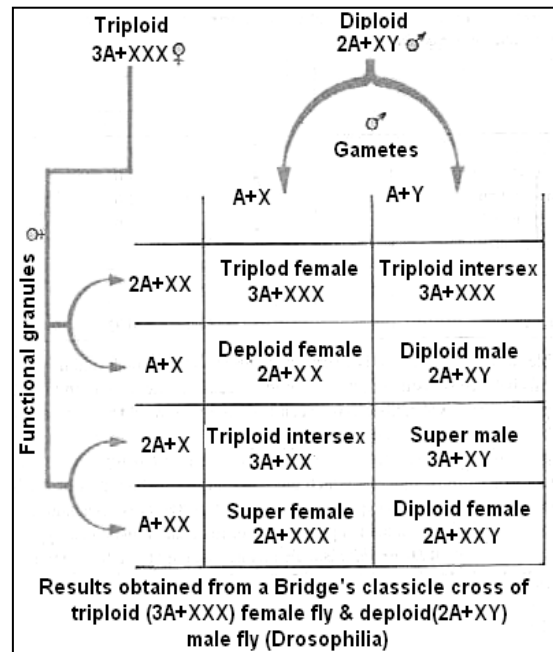 Triploid
3A+XXX ♀
Diploid
2A+XY ♂
♂
Gametes
A+X
A+Y
Functional granules ♀
2A+XX
Triplod female
3A+XXX
Triploid intersex
3A+XXX
A+X
Deploid female
2A+XX
Diploid male
2A+XY
2A+X
Triploid intersex
3A+XX
Super male
3A+XY
A+XX
Super female
2A+XXX
Diploid female
2A+XXY
Results obtained from a Bridge's classicle cross of
triploid (3A+XXX) female fly & deploid(2A+XY)
male fly (Drosophilia)